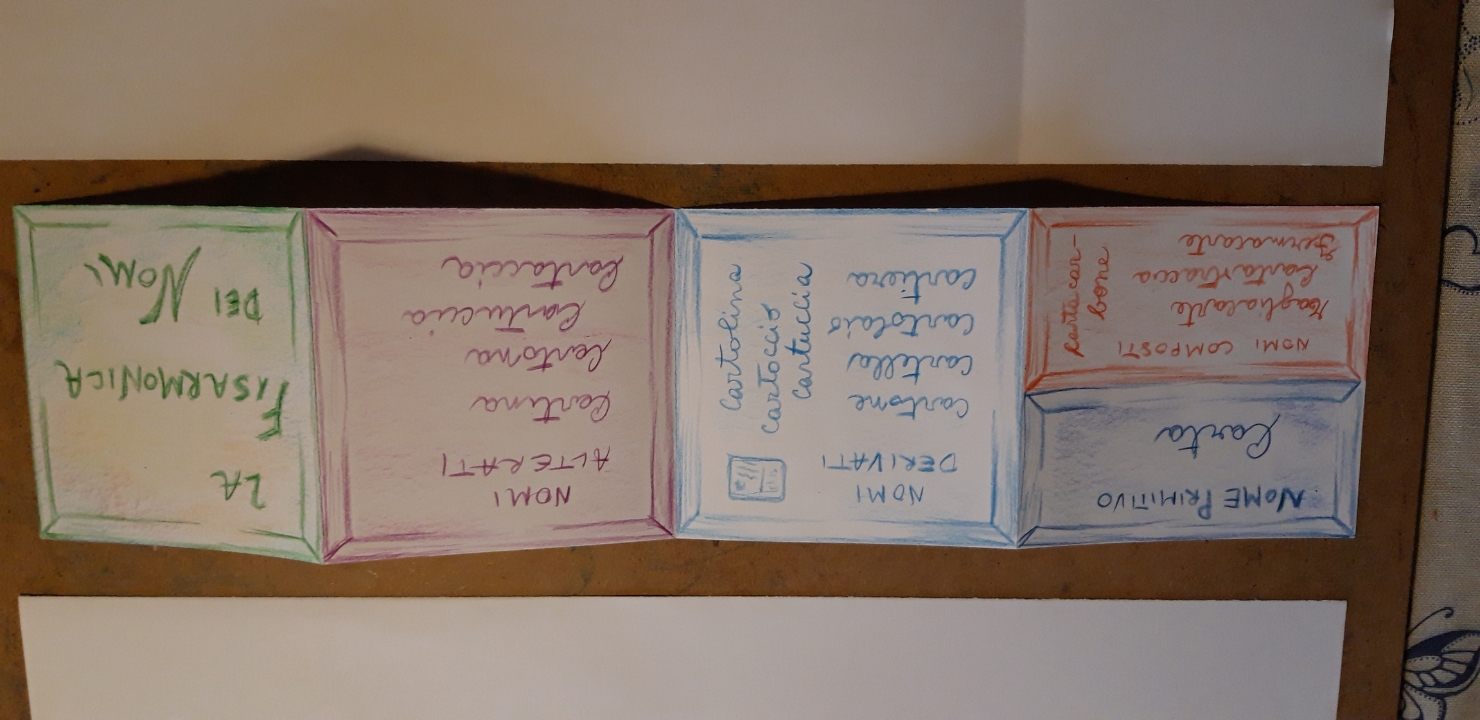 NOME PRIMITIVO
Carta
NOMI COMPOSTI
Tagliacarte
Cartastraccia
Fermacarte
Carta car-
bone
NOMI
DERIVATI
cartone
cartella
cartolaio
cartiera
Cartolina
cartoccio
cartuccia
NOMI
ALTERATI
Cartina
Cartona
Cartuccia
Cartaccia
LA
FISARMONICA
DEI NOMI